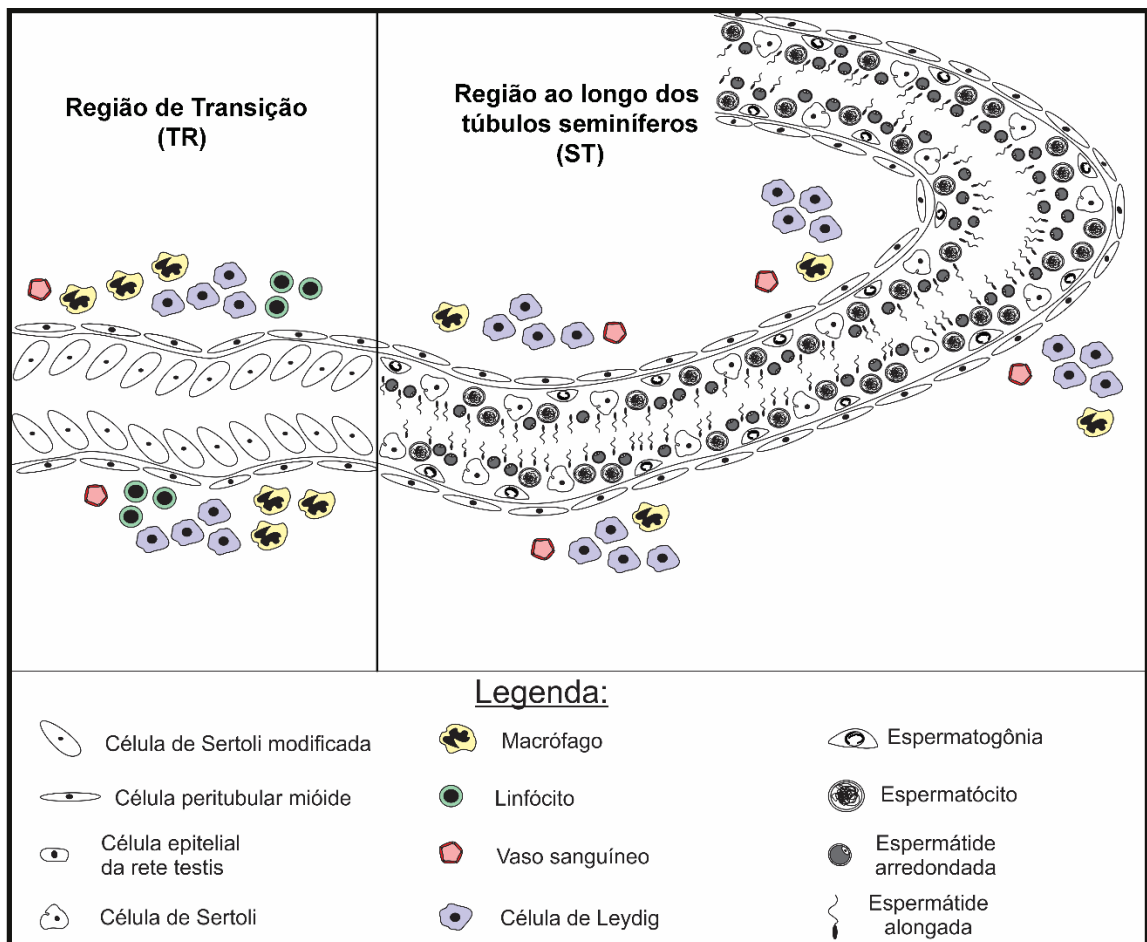 Região de Transição
(TR)
Região ao longo dos
túbulos seminíferos
(ST)
Legenda:
Célula de Sertoli modificada
Célula peritubular mióide
Célula epitelial
da rete testis
Célula de Sertoli
Macrófago
Linfócito
Vaso sanguíneo
Célula de Leydig
Espermatogônia
Espermatócito
Espermátide
arredondada
Espermátide
alongada